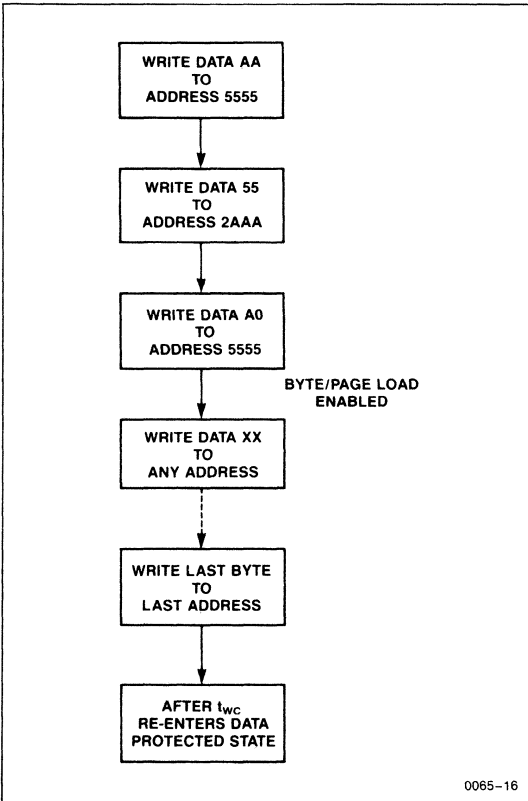 WRITE DATA AA
TO
ADDRESS 5555
WRITE DATA 55
TO
ADDRESS 2AAA
WRITE DATA A0
TO
ADDRESS 5555
BYTE/PAGE LOAD
ENABLED
WRITE DATA XX
TO
ANY ADDRESS
WRITE LAST BYTE
TO
LAST ADDRESS
AFTER tWC
RE-ENTERS DATA
PROTECTED STATE
0065–16